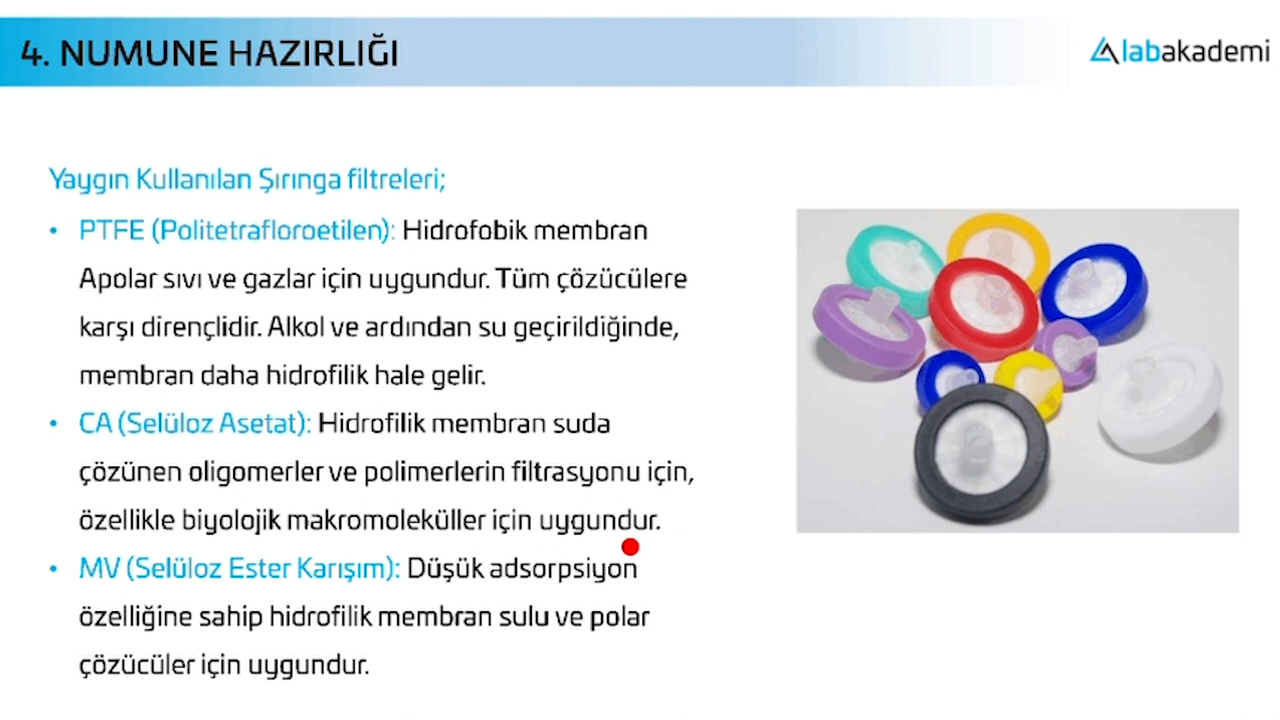 4. NUMUNE HAZIRLIĞI
labakademi
Yaygın Kullanılan Şırınga filtreleri;
• PTFE (Politetrafloroetilen): Hidrofobik membran
Apolar sıvı ve gazlar için uygundur. Tüm çözücülere
karşı dirençlidir. Alkol ve ardından su geçirildiğinde,
membran daha hidrofilik hale gelir.
• CA (Selüloz Asetat): Hidrofilik membran suda
çözünen oligomerler ve polimerlerin filtrasyonu için,
özellikle biyolojik makromoleküller için uygundur.
• MV (Selüloz Ester Karışım): Düşük adsorpsiyon
özelliğine sahip hidrofilik membran sulu ve polar
çözücüler için uygundur.